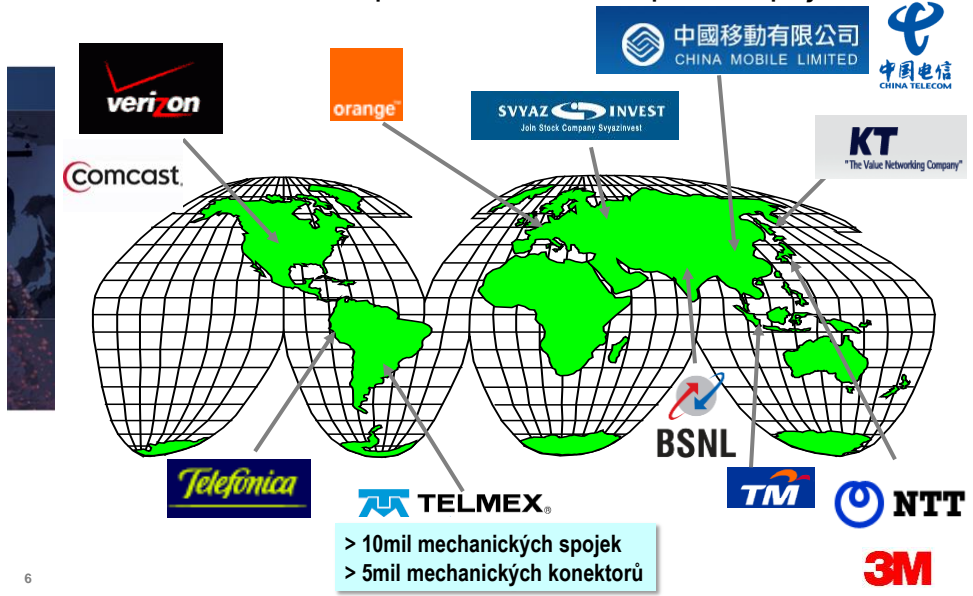 中國移動有限公司
CHINA MOBILE LIMITED
中国电信
CHINA TELECOM
verizon
orange™
SVYAZ INVEST
Join Stock Company Svyazinvest
KT
"The Value Networking Company"
Comcast.
BSNL
Telefónica
TELMEX®
TM
NTT
> 10mil mechanických spojek
> 5mil mechanických konektorů
3M
6